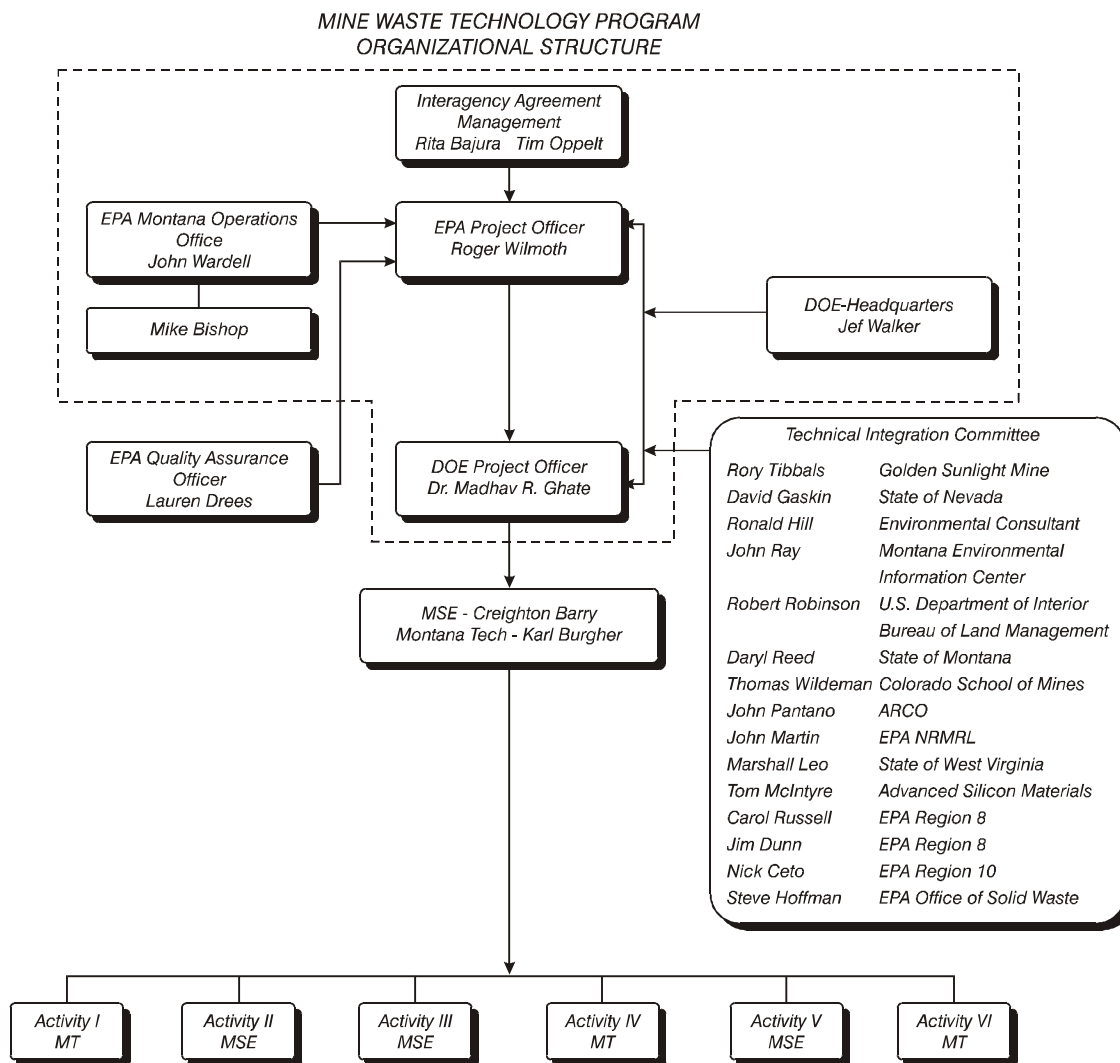 MINE WASTE TECHNOLOGY PROGRAM
ORGANIZATIONAL STRUCTURE
Interagency Agreement
Management
Rita Bajura Tim Oppelt
EPA Montana Operations
Office
John Wardell
EPA Project Officer
Roger Wilmoth
Mike Bishop
DOE-Headquarters
Jef Walker
EPA Quality Assurance
Officer
Lauren Drees
DOE Project Officer
Dr. Madhav R. Ghate
Technical Integration Committee
Rory Tibbals Golden Sunlight Mine
David Gaskin State of Nevada
Ronald Hill Environmental Consultant
John Ray Montana Environmental
Information Center
Robert Robinson U.S. Department of Interior
Bureau of Land Management
Daryl Reed State of Montana
Thomas Wildeman Colorado School of Mines
John Pantano ARCO
John Martin EPA NRMRL
Marshall Leo State of West Virginia
Tom McIntyre Advanced Silicon Materials
Carol Russell EPA Region 8
Jim Dunn EPA Region 8
Nick Ceto EPA Region 10
Steve Hoffman EPA Office of Solid Waste
MSE - Creighton Barry
Montana Tech - Karl Burgher
Activity I
MT
Activity II
MSE
Activity III
MSE
Activity IV
MT
Activity V
MSE
Activity VI
MT